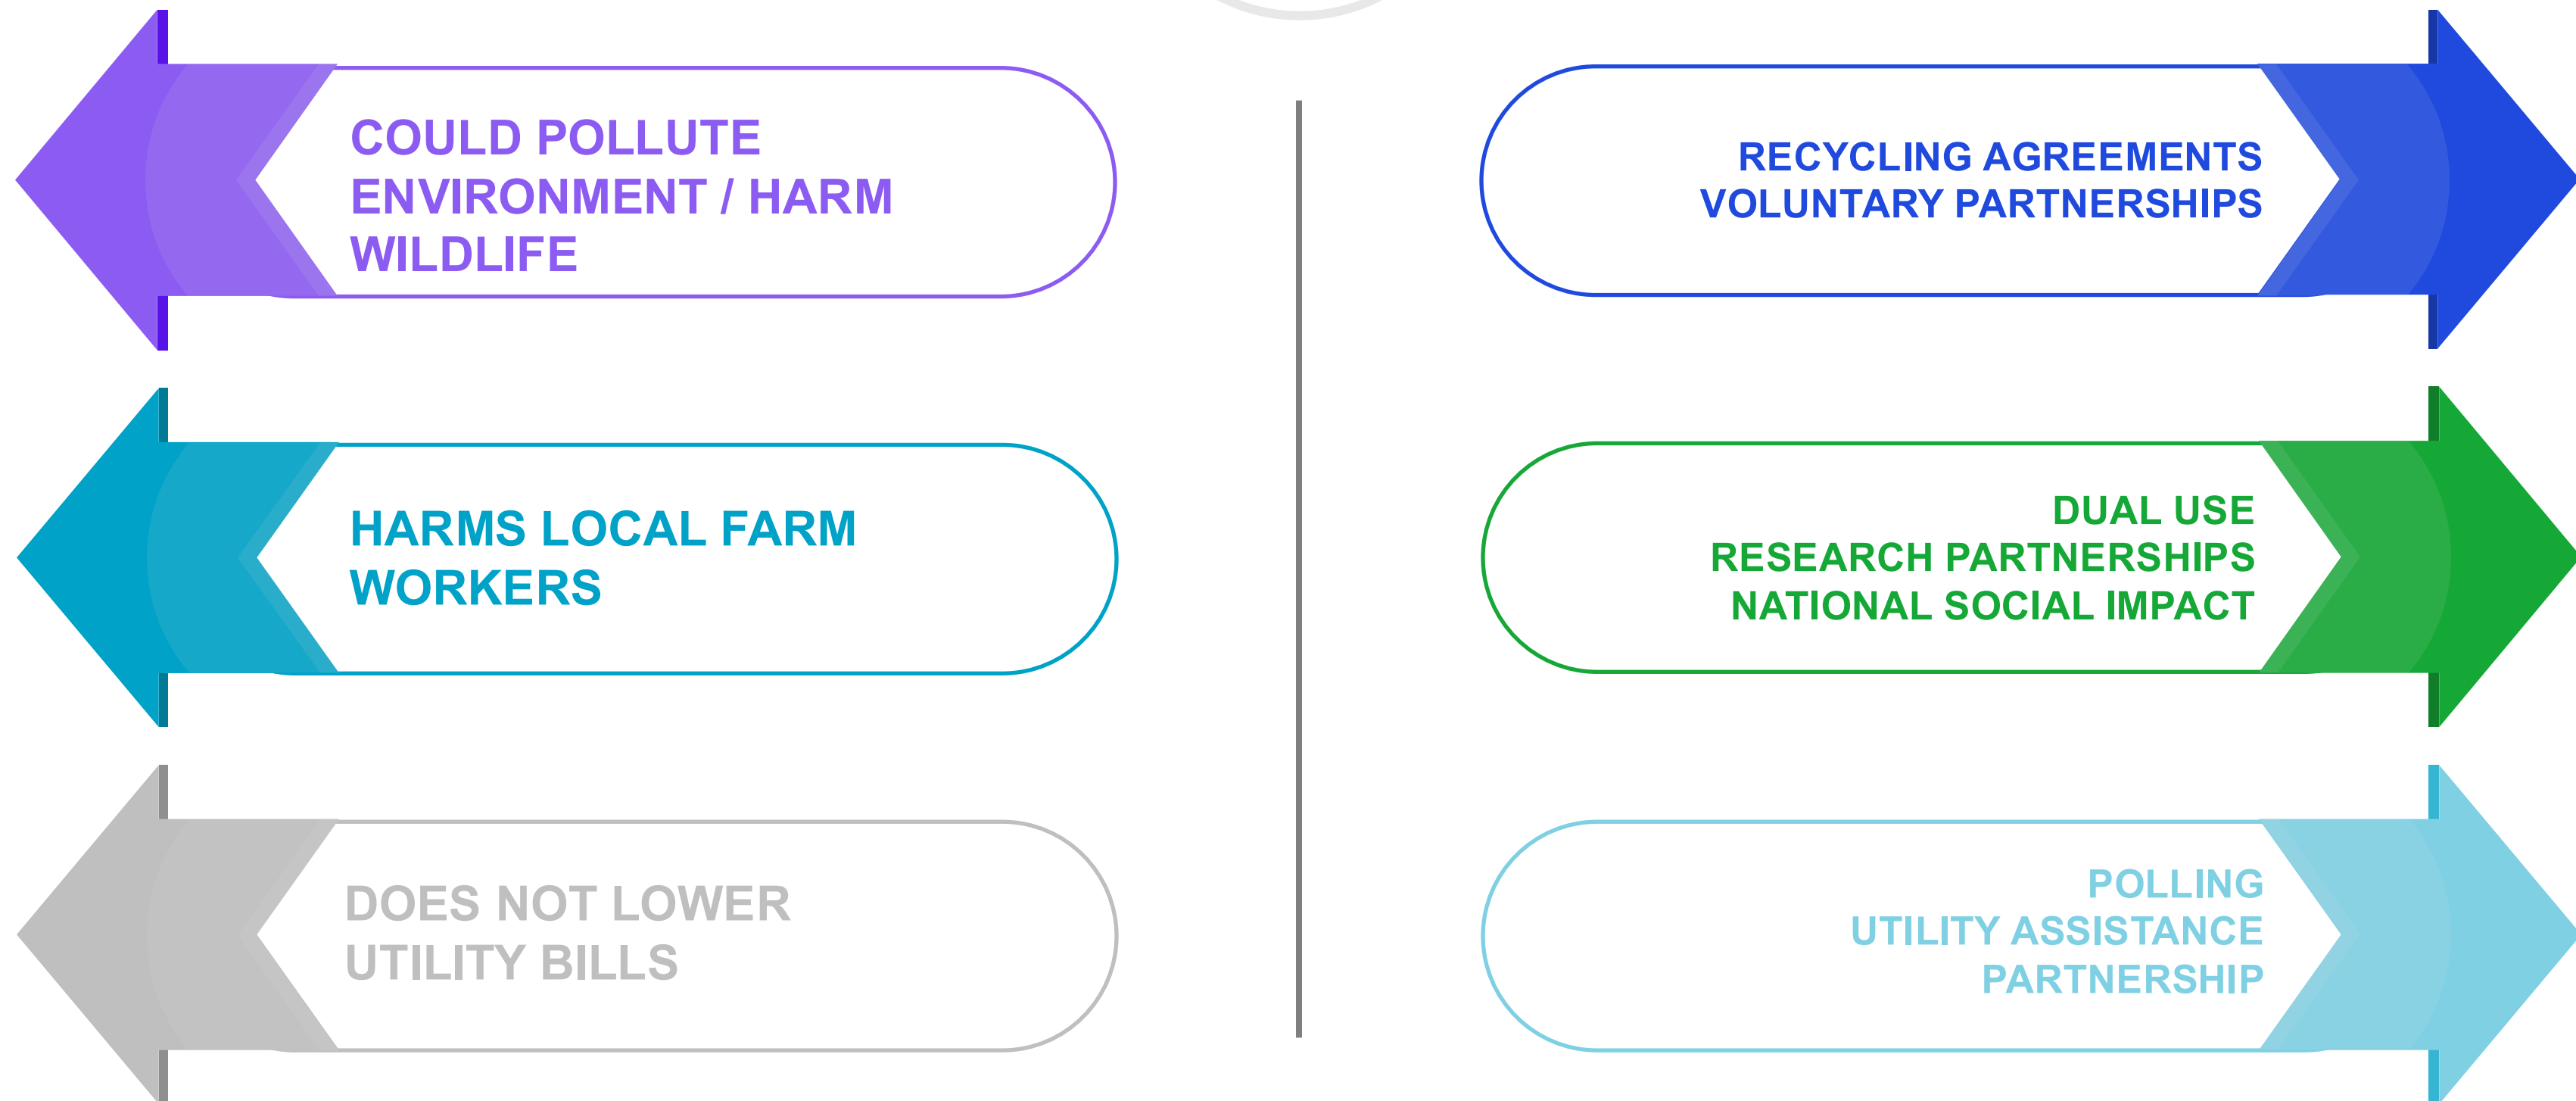 COULD POLLUTE
ENVIRONMENT / HARM
WILDLIFE
RECYCLING AGREEMENTS
VOLUNTARY PARTNERSHIPS
HARMS LOCAL FARM
WORKERS
DUAL USE
RESEARCH PARTNERSHIPS
NATIONAL SOCIAL IMPACT
DOES NOT LOWER
UTILITY BILLS
POLLING
UTILITY ASSISTANCE
PARTNERSHIP